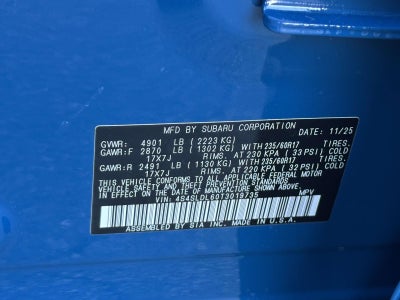 MFD BY SUBARU CORPORATION DATE: 11/25
GVWR: 4901 LB (2223 KG)
GAWR:F 2870 LB (1302 KG) WITH 235/60R17 TIRES.
17X7J RIMS. AT 230 KPA (33 PSI) COLD
GAWR:R 2491 LB (1130 KG) WITH 235/60R17 TIRES.
17X7J RIMS. AT 220 KPA (32 PSI) COLD
THIS VEHICLE CONFORMS TO ALL APPLICABLE FEDERAL MOTOR
VEHICLE SAFETY AND THEFT PREVENTION STANDARDS
IN EFFECT ON THE DATE OF MANUFACTURE SHOWN ABOVE.
VIN: 4S4SLDL60T3019735 MPV
ASSEMBLED BY SIA INC. MADE IN U.S.A.